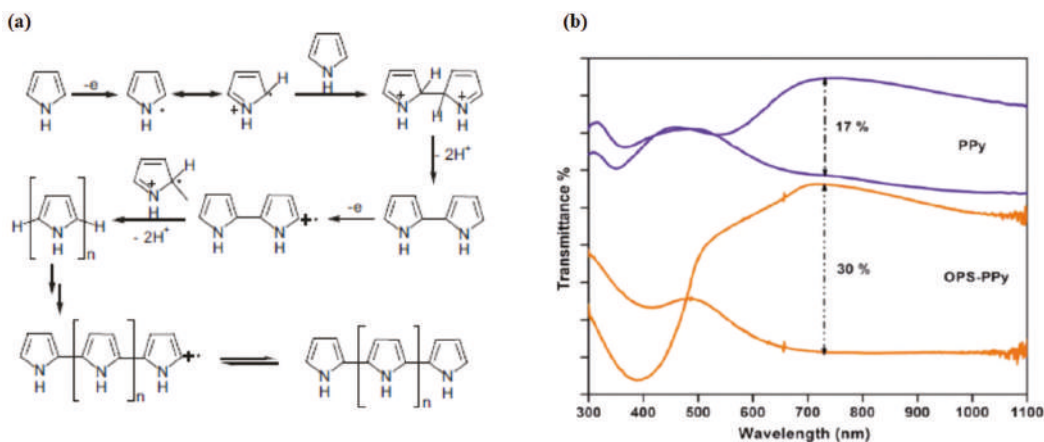 (a)
(b)
N
H
-e
N
H
H
+
N
H
N
H
H
+
N
H
H
+
N
H
- 2H+
H
+
N
H
- 2H+
H
N
H
H
n
N
H
N
H
+·
-e
N
H
N
H
N
H
N
H
n
N
H
+·
N
H
N
H
n
N
H
Transmittance %
17 %
PPy
30 %
OPS-PPy
300 400 500 600 700 800 900 1000 1100
Wavelength (nm)